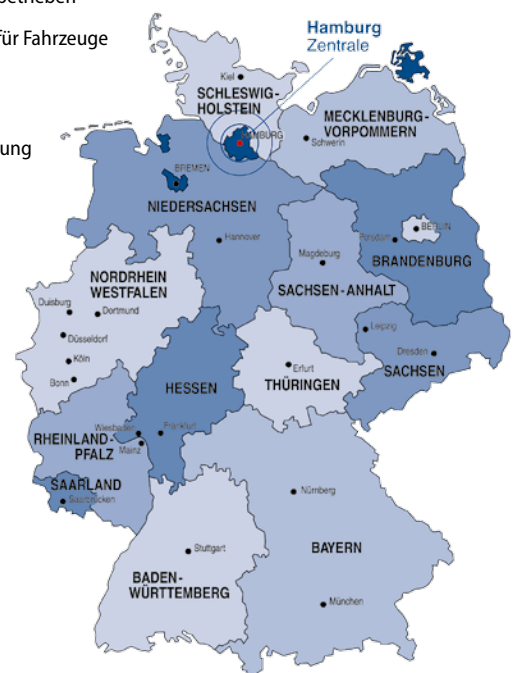 betrieben
für Fahrzeuge
ung
Hamburg
Zentrale
Kiel
SCHLESWIG-
HOLSTEIN
HAMBURG
MECKLENBURG-
VORPOMMERN
Schwerin
BREMEN
NIEDERSACHSEN
Hannover
BERLIN
Potsdam
BRANDENBURG
Magdeburg
SACHSEN-ANHALT
NORDRHEIN
WESTFALEN
Duisburg
Dortmund
Düsseldorf
Köln
Bonn
Leipzig
Dresden
SACHSEN
Erfurt
THÜRINGEN
HESSEN
Wiesbaden
Frankfurt
Mainz
RHEINLAND-
PFALZ
SAARLAND
Saarbrücken
Nürnberg
Stuttgart
BAYERN
BADEN-
WÜRTTEMBERG
München